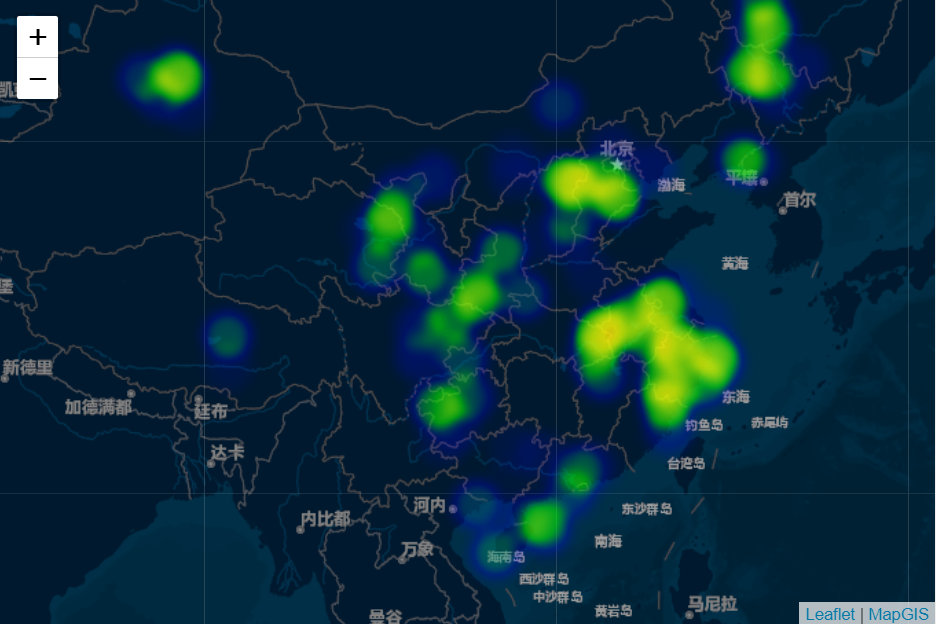 +
−
北京
渤海
平壤
首尔
黄海
新德里
加德满都
廷布
东海
钓鱼岛
赤尾屿
达卡
台湾岛
河内
东沙群岛
内比都
南海
万象
海南岛
西沙群岛
中沙群岛
黄岩岛
马尼拉
曼谷
Leaflet | MapGIS